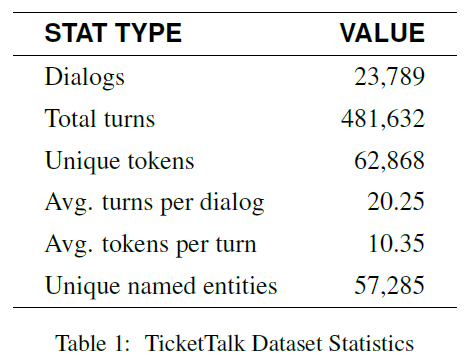 STAT TYPE VALUE
Dialogs 23,789
Total turns 481,632
Unique tokens 62,868
Avg. turns per dialog 20.25
Avg. tokens per turn 10.35
Unique named entities 57,285
Table 1: TicketTalk Dataset Statistics